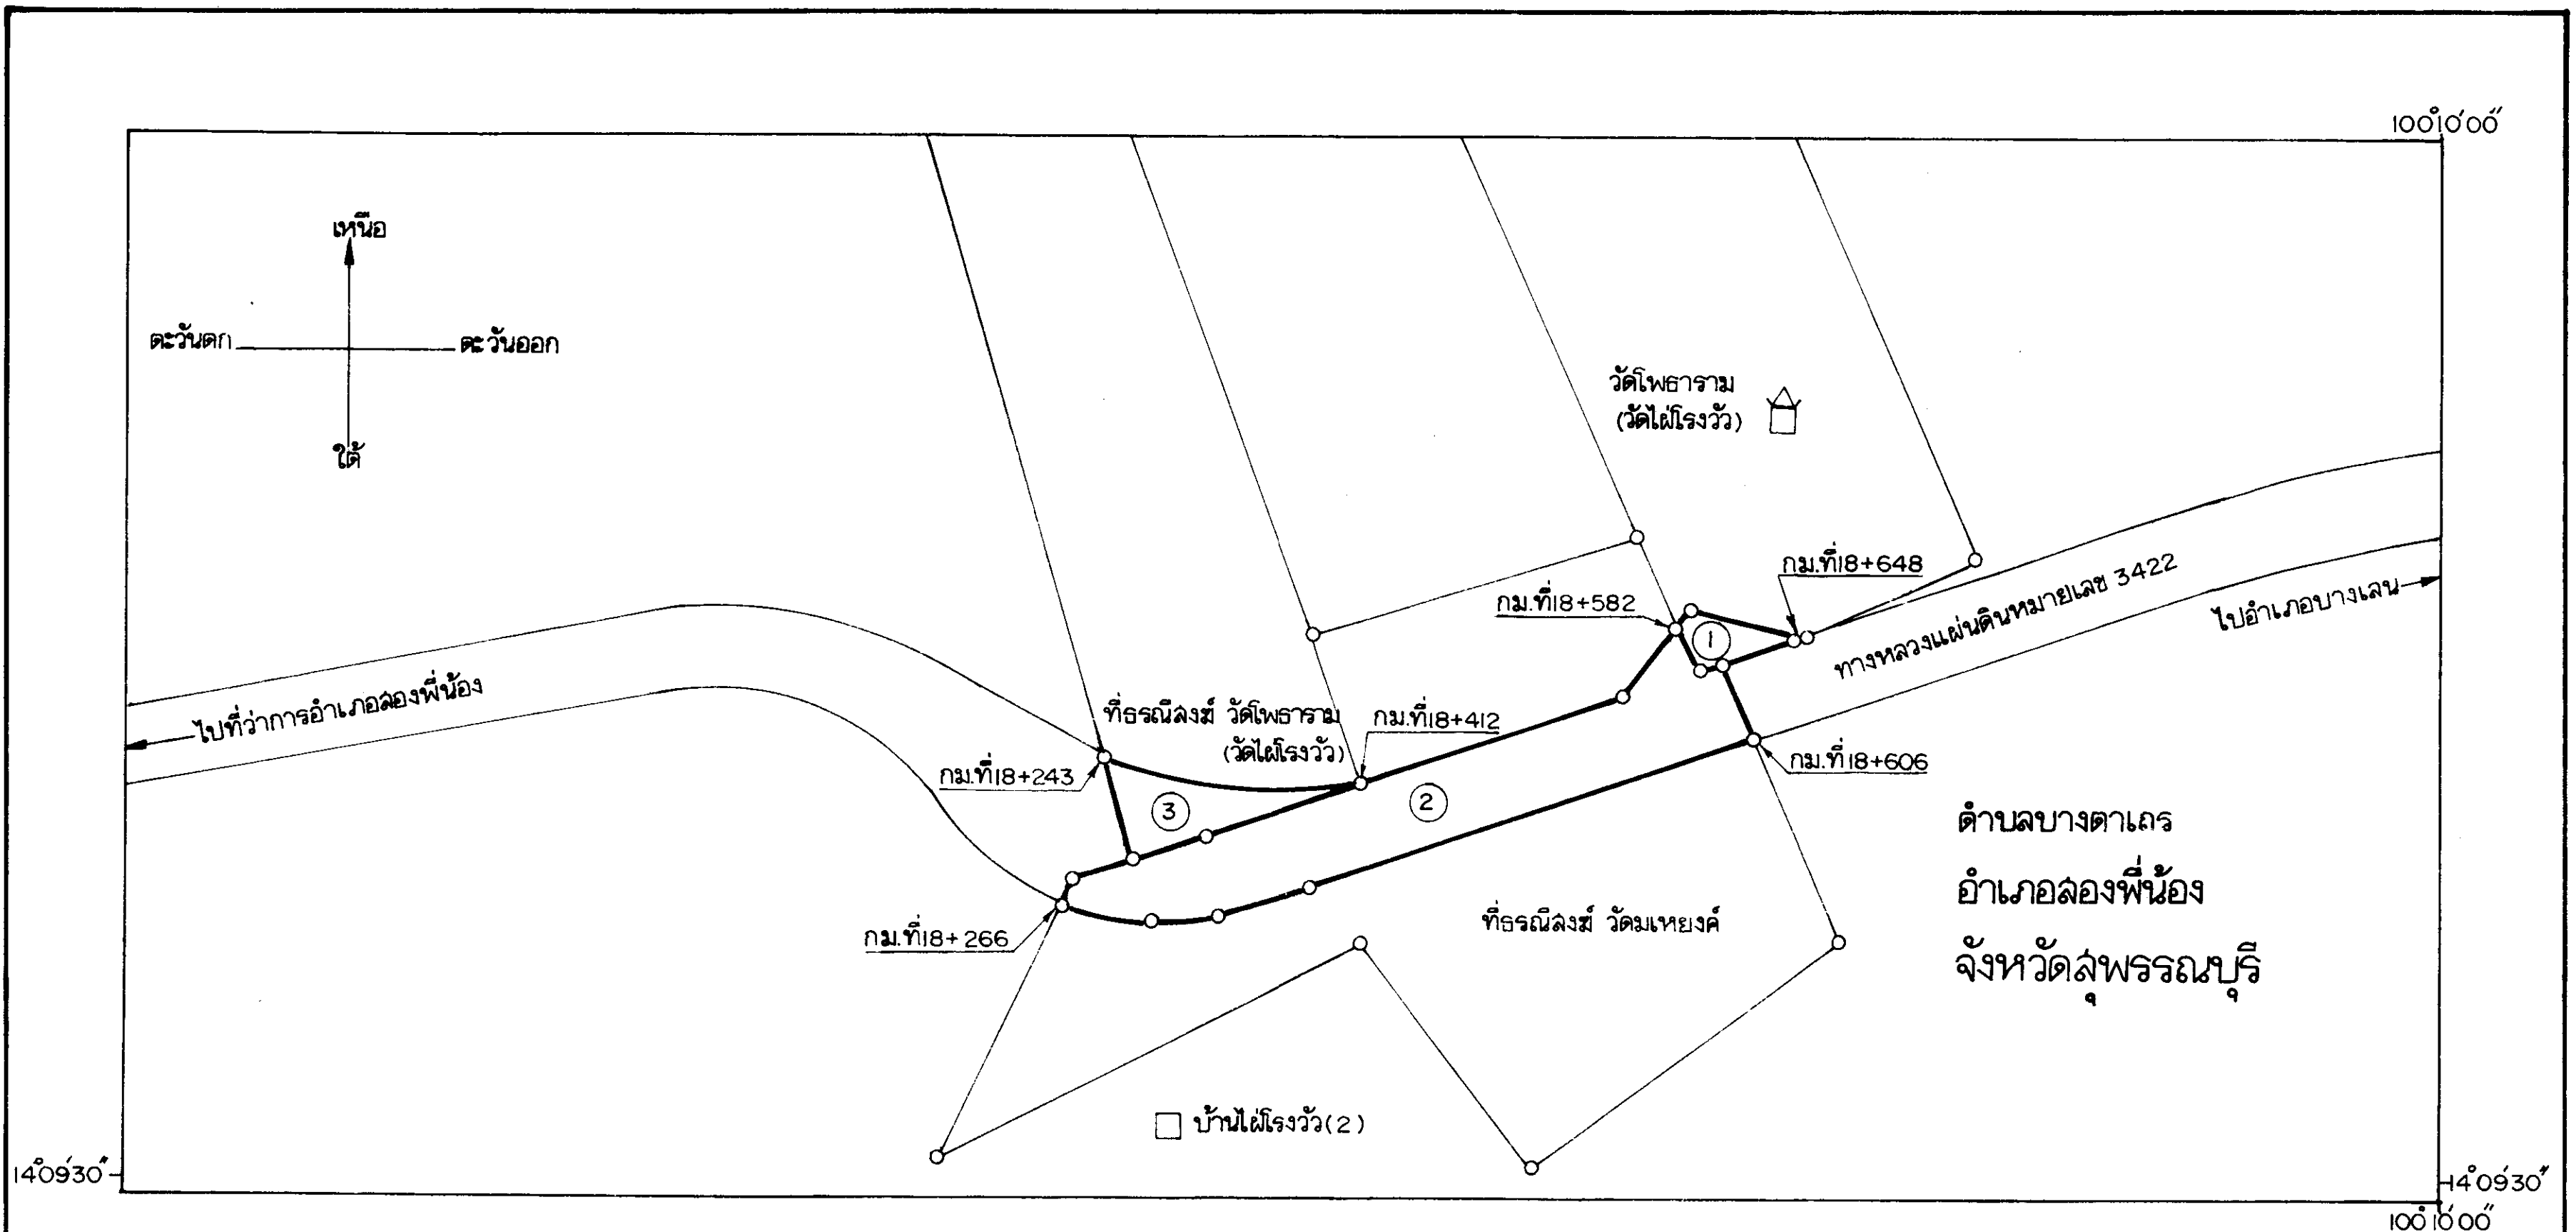 100°10'00"
เหนือ
ตะวันตก
ตะวันออก
ใต้
วัดโพธาราม
(วัดไผ่โรงวัว)
กม.ที่18+648
กม.ที่18+582
ทางหลวงแผ่นดินหมายเลข 3422
ไปอำเภอบางเลน
1
ไปที่ว่าการอำเภอสองพี่น้อง
ที่ธรณีสงฆ์ วัดโพธาราม
(วัดไผ่โรงวัว)
กม.ที่18+412
กม.ที่18+243
กม.ที่18+606
3
2
ตำบลบางตาเถร
อำเภอสองพี่น้อง
จังหวัดสุพรรณบุรี
กม.ที่18+266
ที่ธรณีสงฆ์ วัดมเหยงค์
บ้านไผ่โรงวัว(2)
14°09'30"
14°09'30"
100°10'00"